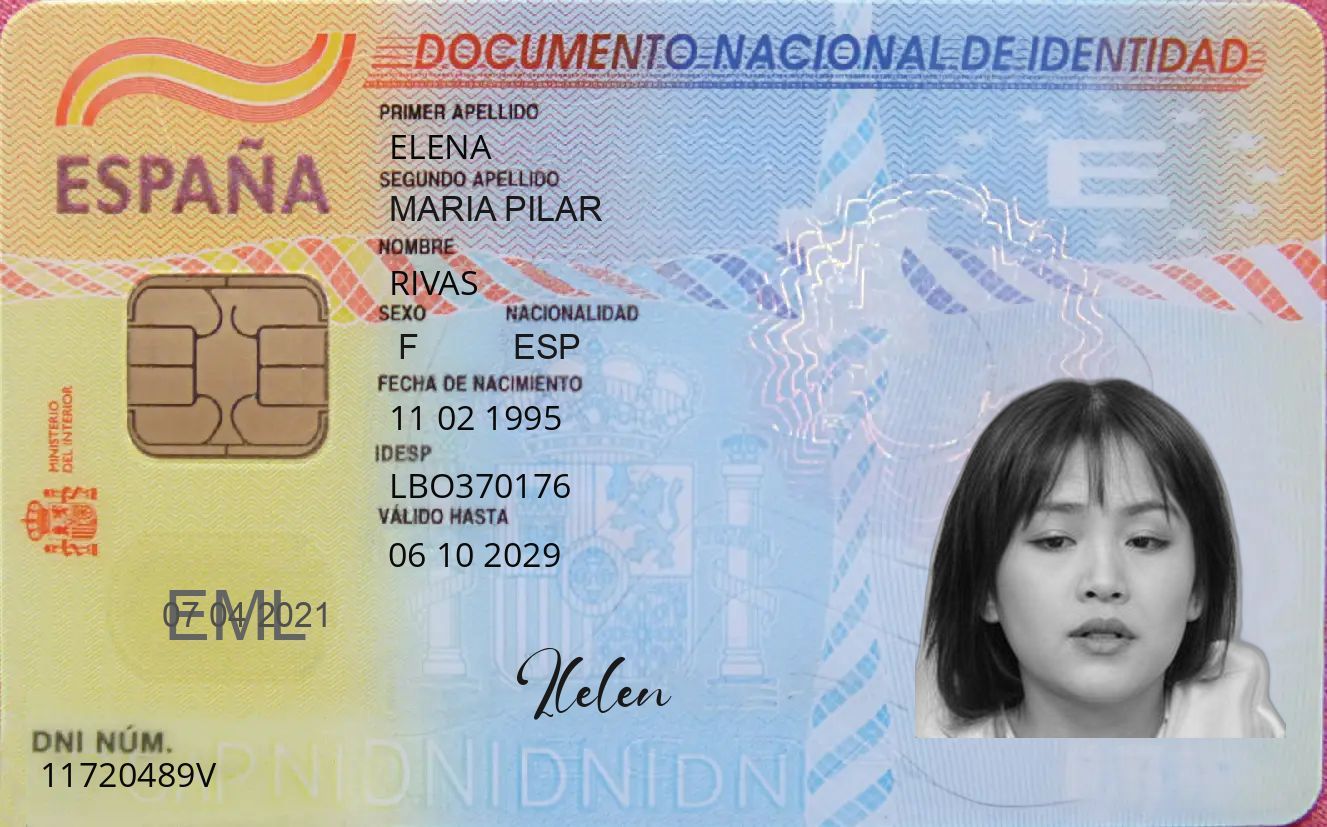 DOCUMENTO NACIONAL DE IDENTIDAD
ESPAÑA
PRIMER APELLIDO
ELENA
SEGUNDO APELLIDO
MARIA PILAR
NOMBRE
RIVAS
SEXO NACIONALIDAD
F ESP
FECHA DE NACIMIENTO
11 02 1995
IDESP
LBO370176
VÁLIDO HASTA
06 10 2029
MINISTERIO
DEL INTERIOR
E
EML
07 04 2021
Helen
DNI NÚM.
11720489V
DNIDNIDNIDNI